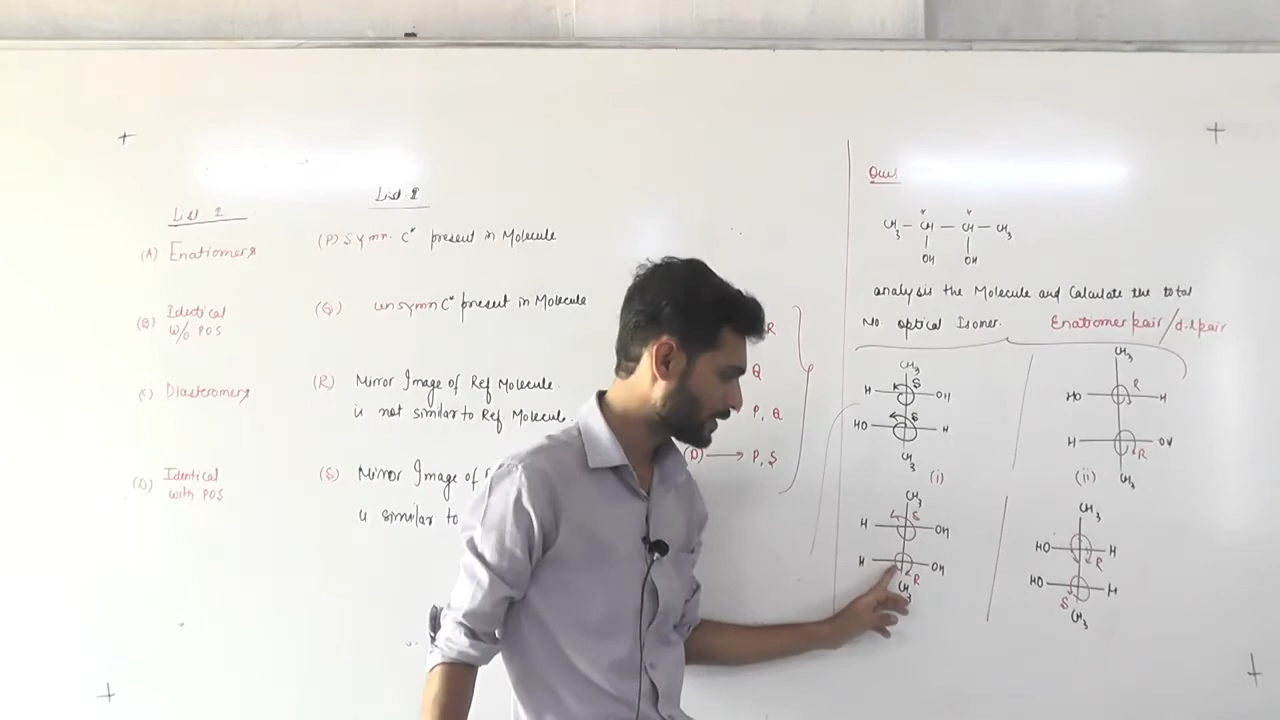 List 1
List 2
(A) Enatiomers
(P) Symm. C* present in Molecule
(B) Identical
w/o POS
(Q) unsymm C* present in Molecule
(C) Diasteromers
(R) Mirror Image of Ref Molecule.
is not similar to Ref Molecule.
(D) Identical
with POS
(S) Mirror Image of
is similar to
R
Q
P, Q
(D) → P, S
Ques
* *
CH3 - CH - CH - CH3
OH OH
analysis the Molecule and Calculate the total
No. optical Isomer. Enatiomer pair/d.l pair
CH3
H S OH
HO S H
CH3
(i)
CH3
HO R H
H R OH
CH3
(ii)
CH3
H S OH
H R OH
CH3
CH3
HO R H
HO S H
CH3